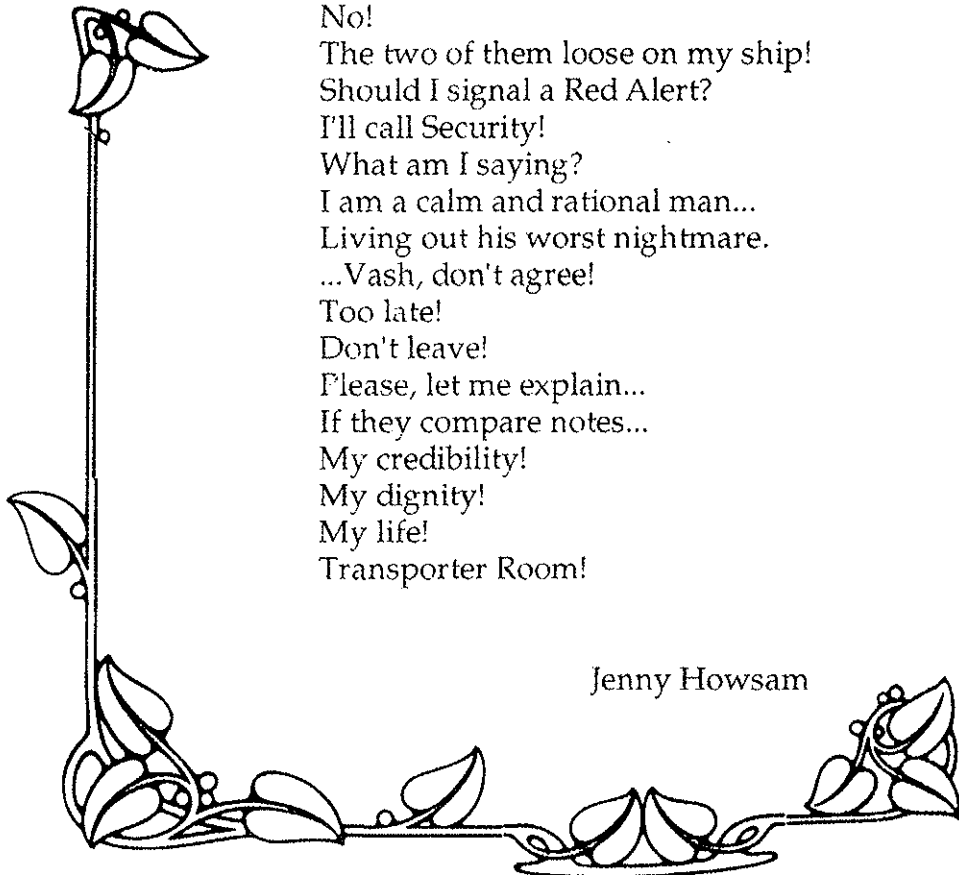 No!
The two of them loose on my ship!
Should I signal a Red Alert?
I'll call Security!
What am I saying?
I am a calm and rational man...
Living out his worst nightmare.
...Vash, don't agree!
Too late!
Don't leave!
Please, let me explain...
If they compare notes...
My credibility!
My dignity!
My life!
Transporter Room!
Jenny Howsam